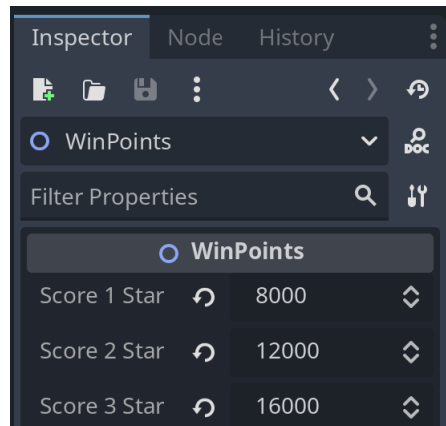 Inspector Node History
WinPoints DOC
Filter Properties
WinPoints
Score 1 Star 8000
Score 2 Star 12000
Score 3 Star 16000